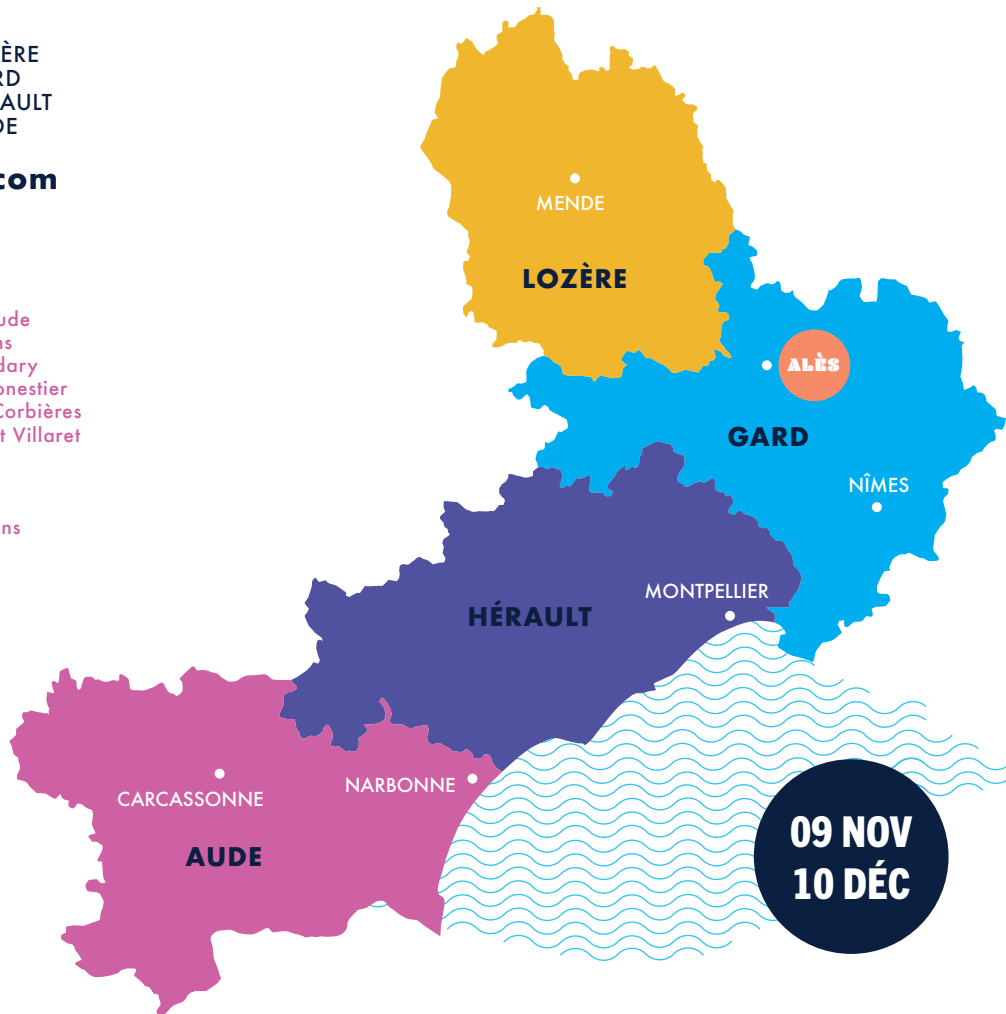 ÈRE
RD
AULT
DE
com
ude
ns
dary
onestier
Corbières
t Villaret
ns
MENDE
LOZÈRE
ALÈS
GARD
NÎMES
MONTPELLIER
HÉRAULT
NARBONNE
CARCASSONNE
AUDE
09 NOV
10 DÉC